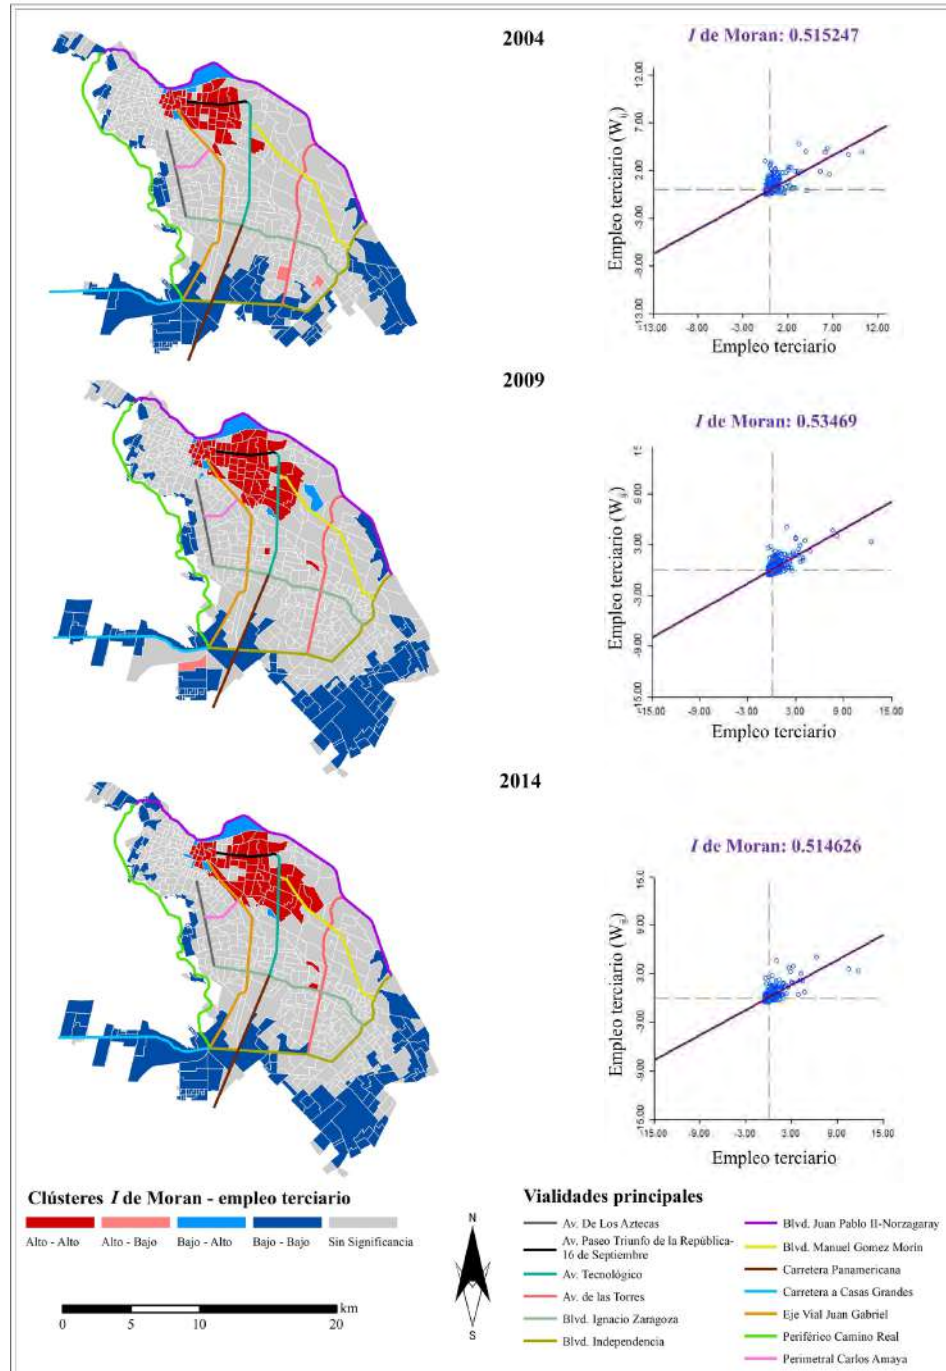 2004
I de Moran: 0.515247
Empleo terciario (Wij)
12.00
7.00
2.00
-3.00
-8.00
-13.00
-13.00 -8.00 -3.00 2.00 7.00 12.00
Empleo terciario
2009
I de Moran: 0.53469
Empleo terciario (Wij)
15
9.00
3.00
-3.00
-9.00
-15.00
-15.00 -9.00 -3.00 3.00 9.00 15.00
Empleo terciario
2014
I de Moran: 0.514626
Empleo terciario (Wij)
15.0
9.00
3.00
-3.00
-9.00
-15.00
-15.00 -9.00 -3.00 3.00 9.00 15.00
Empleo terciario
Clústeres I de Moran - empleo terciario
Alto - Alto
Alto - Bajo
Bajo - Alto
Bajo - Bajo
Sin Significancia
km
0 5 10 20
N
S
Vialidades principales
Av. De Los Aztecas
Av. Paseo Triunfo de la República-
16 de Septiembre
Av. Tecnológico
Av. de las Torres
Blvd. Ignacio Zaragoza
Blvd. Independencia
Blvd. Juan Pablo II-Norzagaray
Blvd. Manuel Gomez Morín
Carretera Panamericana
Carretera a Casas Grandes
Eje Vial Juan Gabriel
Periférico Camino Real
Perimetral Carlos Amaya